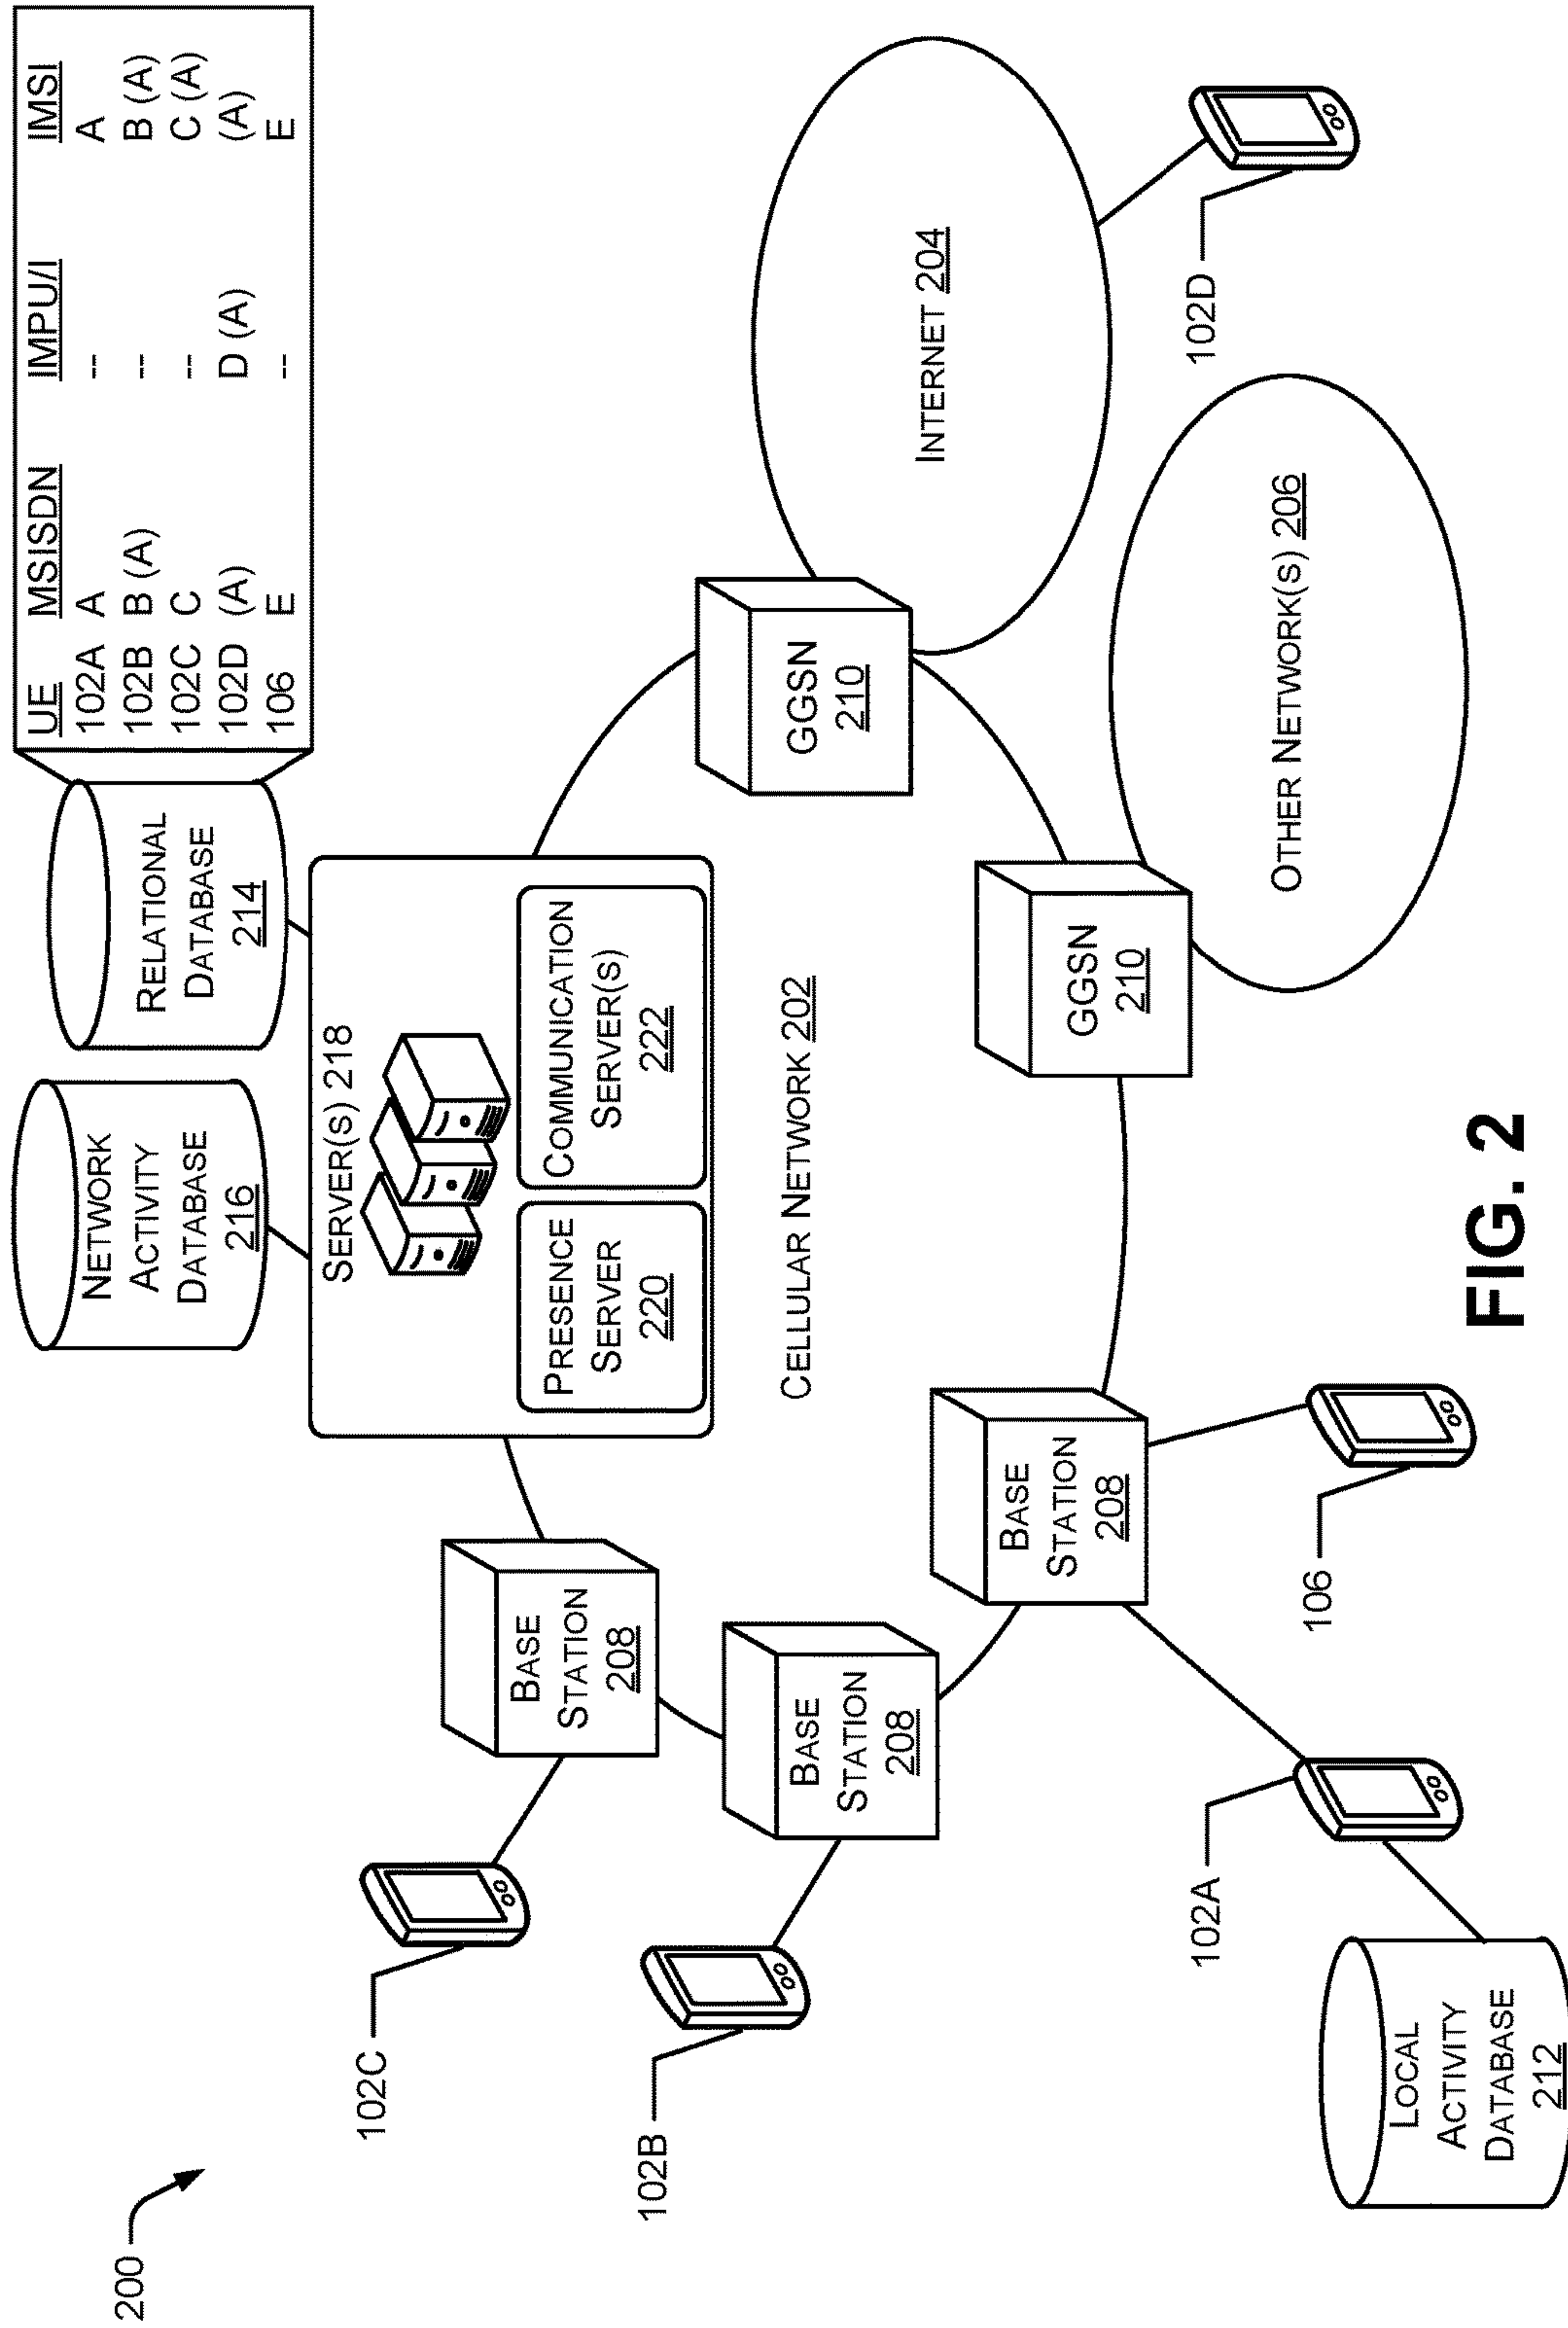 200
NETWORK
ACTIVITY
DATABASE
216
RELATIONAL
DATABASE
214
UE MSISDN IMPU/I IMSI
102A A -- A
102B B (A) -- B (A)
102C C -- C (A)
102D (A) D (A) (A)
106 E -- E
SERVER(S) 218
PRESENCE
SERVER
220
COMMUNICATION
SERVER(S)
222
CELLULAR NETWORK 202
102C
BASE
STATION
208
102B
BASE
STATION
208
BASE
STATION
208
GGSN
210
GGSN
210
INTERNET 204
OTHER NETWORK(S) 206
102D
102A
106
LOCAL
ACTIVITY
DATABASE
212
FIG. 2